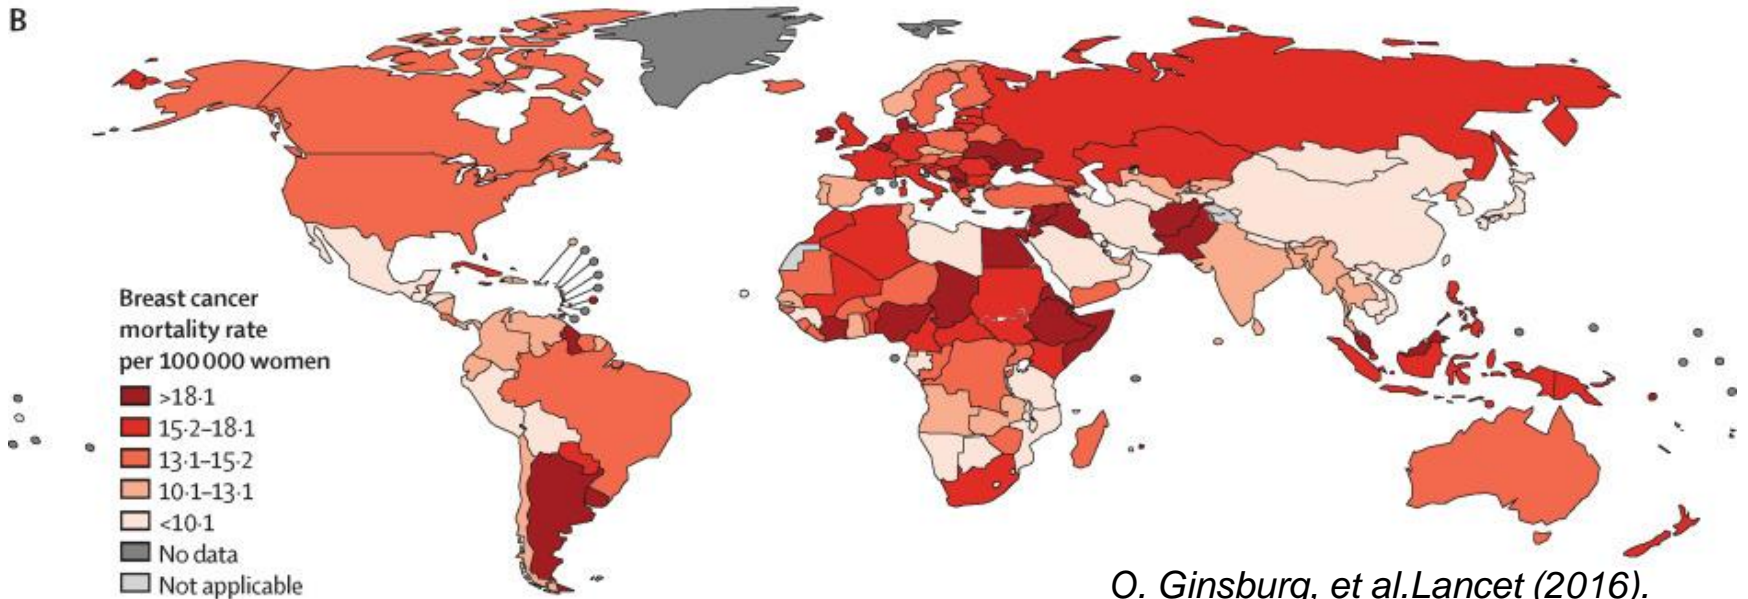 B
Breast cancer
mortality rate
per 100 000 women
>18·1
15·2–18·1
13·1–15·2
10·1–13·1
<10·1
No data
Not applicable
O. Ginsburg, et al.Lancet (2016).